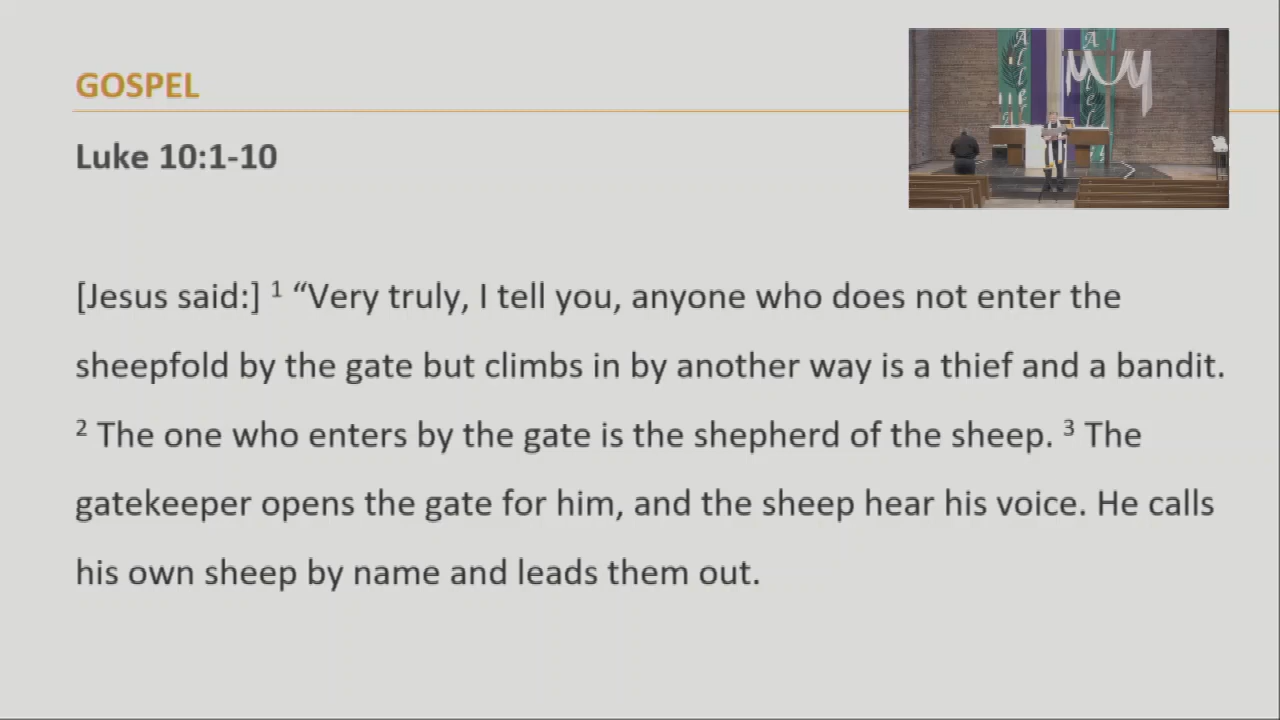 GOSPEL
Luke 10:1-10
[Jesus said:] 1 “Very truly, I tell you, anyone who does not enter the
sheepfold by the gate but climbs in by another way is a thief and a bandit.
2 The one who enters by the gate is the shepherd of the sheep. 3 The
gatekeeper opens the gate for him, and the sheep hear his voice. He calls
his own sheep by name and leads them out.